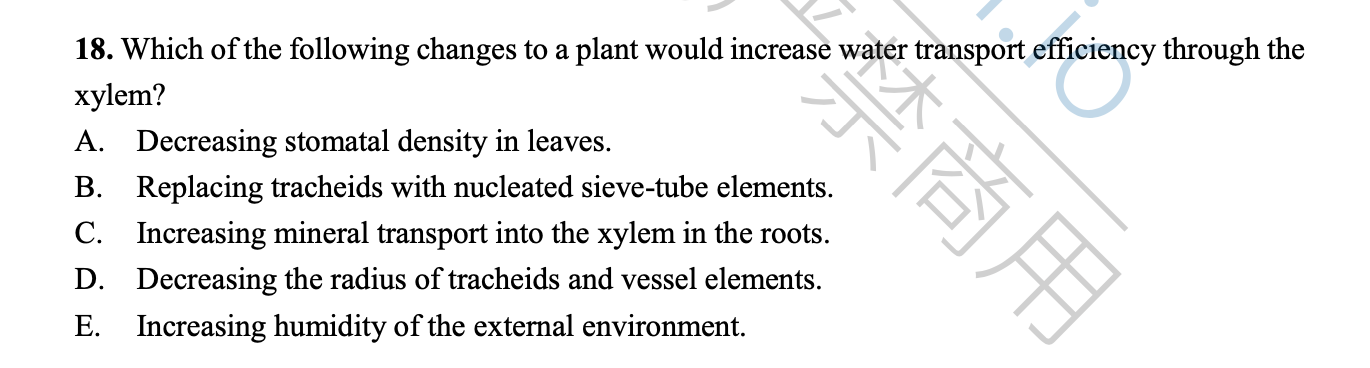 18. Which of the following changes to a plant would increase water transport efficiency through the
xylem?
A. Decreasing stomatal density in leaves.
B. Replacing tracheids with nucleated sieve-tube elements.
C. Increasing mineral transport into the xylem in the roots.
D. Decreasing the radius of tracheids and vessel elements.
E. Increasing humidity of the external environment.
禁商用
.io